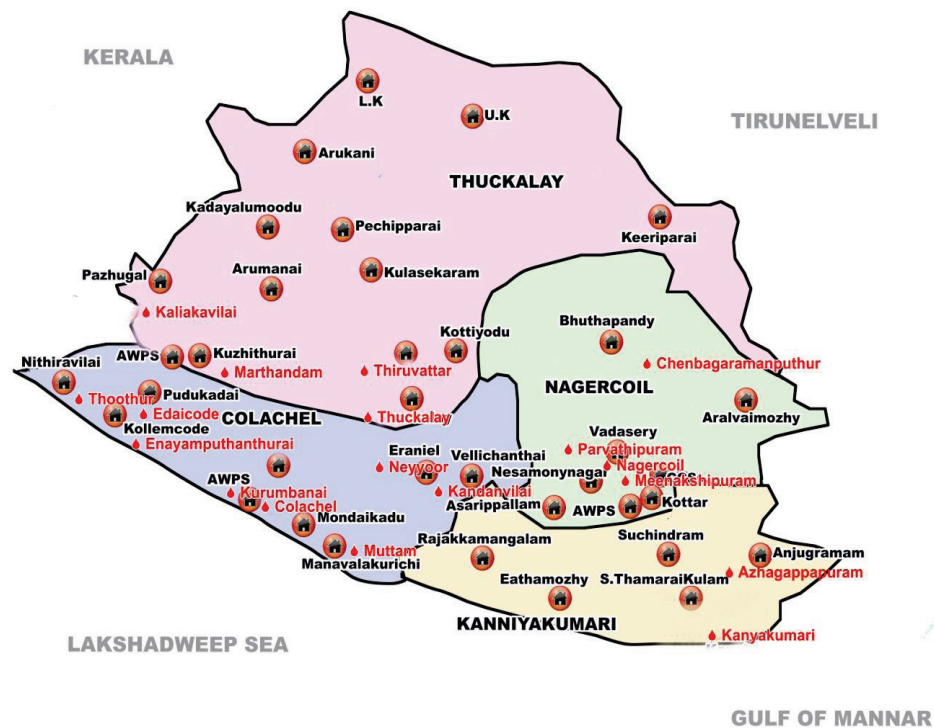 KERALA
L.K
U.K
TIRUNELVELI
Arukani
THUCKALAY
Kadayalumoodu
Pechipparai
Keeriparai
Pazhugal
Arumanai
Kulasekaram
Kaliakavilai
Bhuthapandy
Kottiyodu
Nithiravilai
AWPS
Kuzhithurai
Marthandam
Thiruvattar
Chenbagaramanputhur
NAGERCOIL
Thoothur
Pudukadai
Edaicode
COLACHEL
Thuckalay
Aralvaimozhy
Kollemcode
Enayamputhanthurai
Eraniel
Vellichanthai
Vadasery
Parvathipuram
Neyyoor
Nesamonynagar
Nagercoil
Meenakshipuram
AWPS
Kurumbanai
Kandanvilai
Colachel
Asarippallam
AWPS
Kottar
Mondaikadu
Muttam
Manavalakurichi
Rajakkamangalam
Suchindram
Anjugramam
Azhagappapuram
Eathamozhy
S.ThamaraiKulam
KANNIYAKUMARI
Kanyakumari
LAKSHADWEEP SEA
GULF OF MANNAR